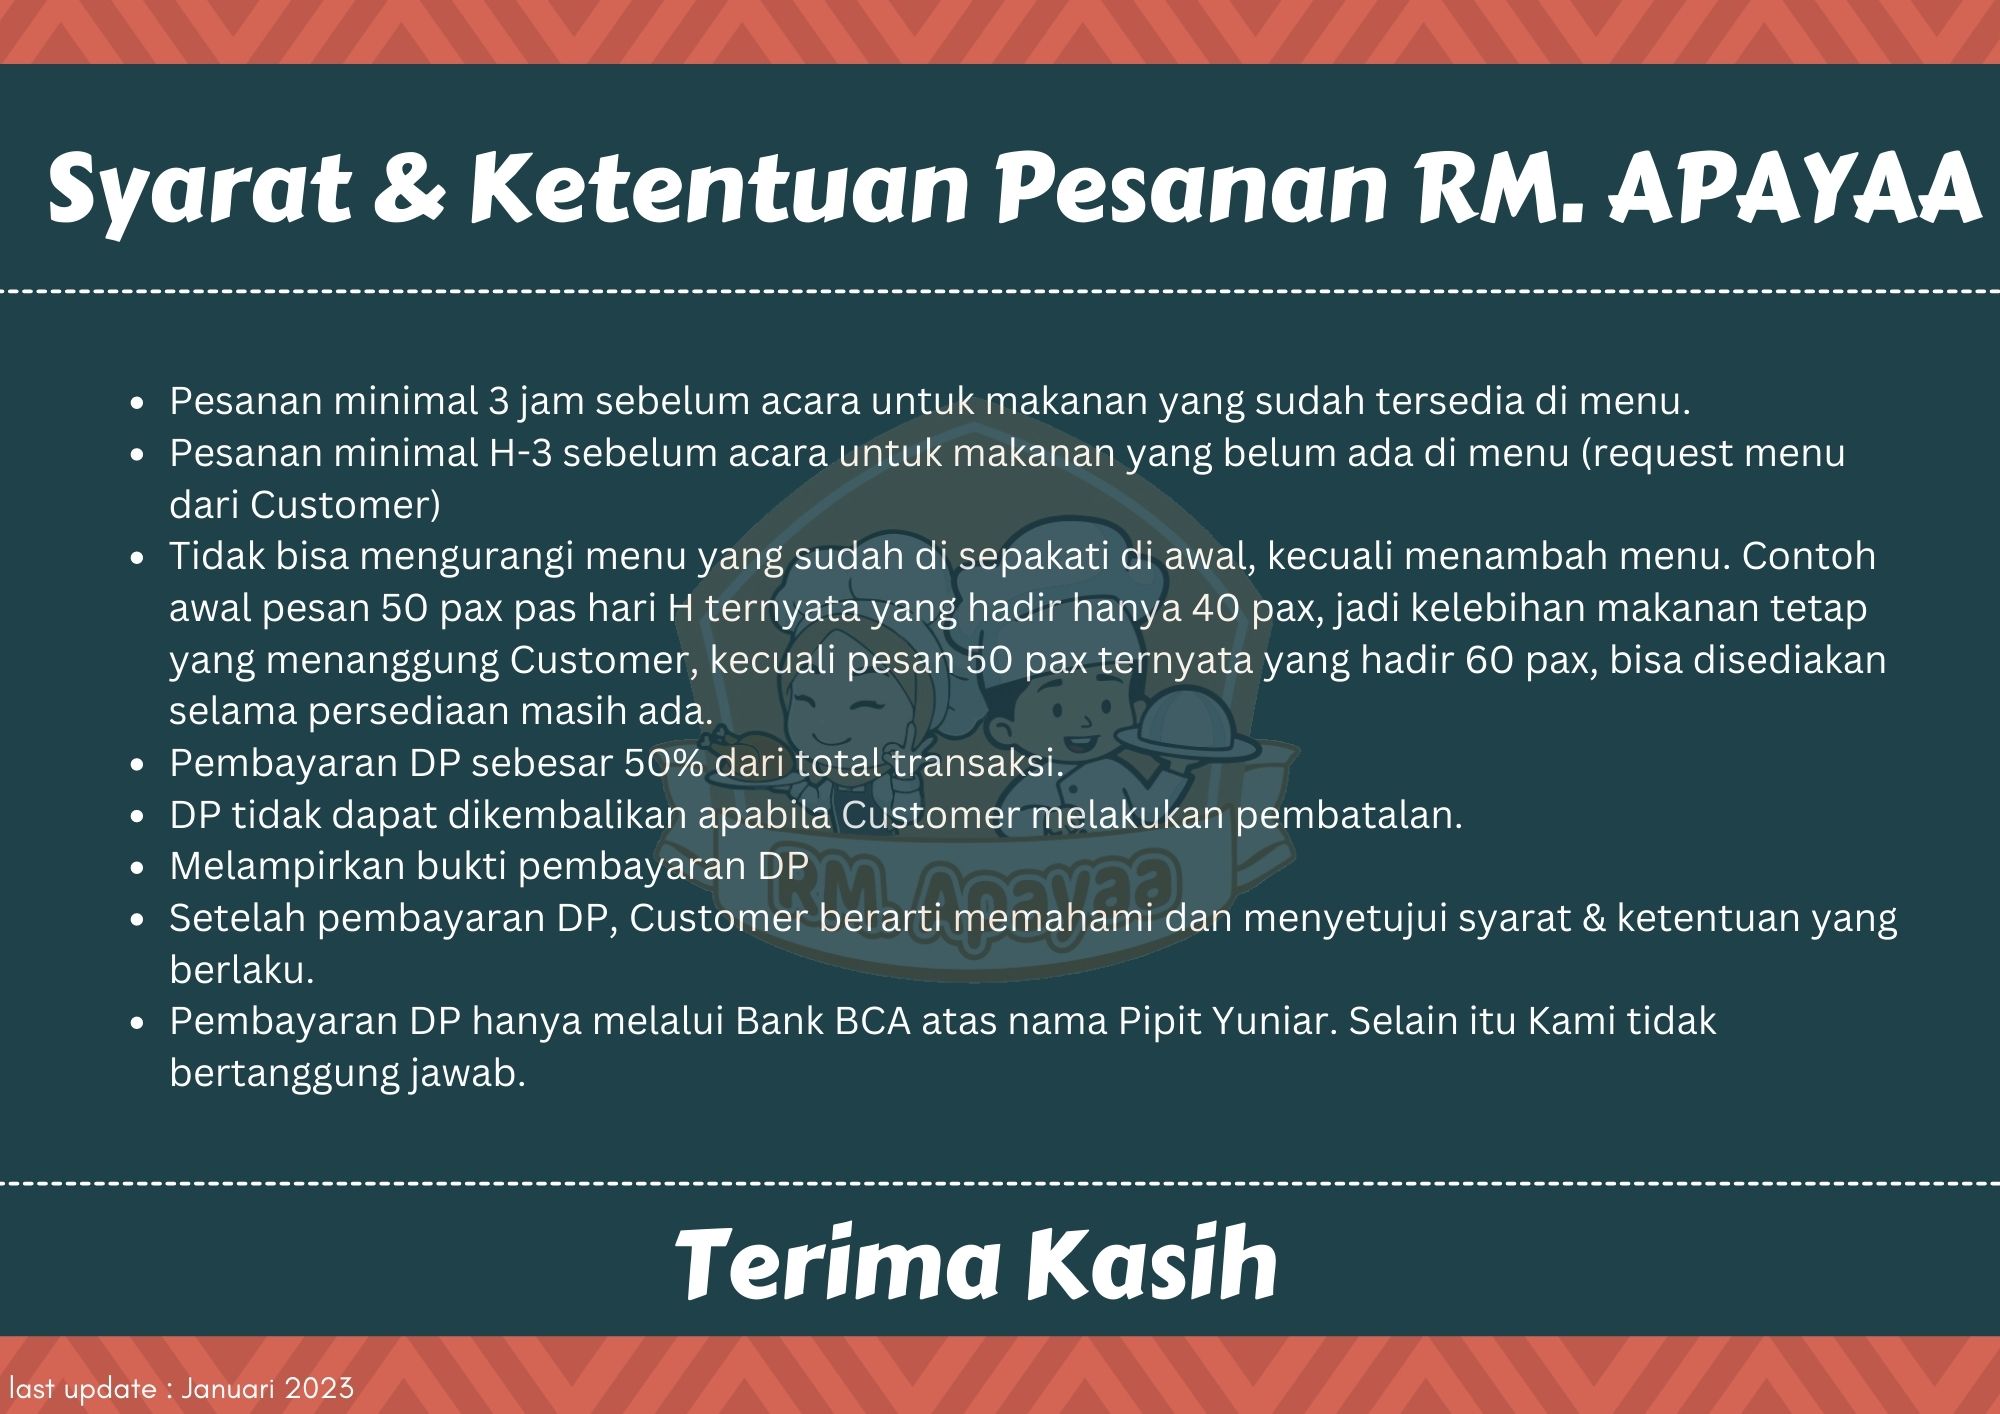 Syarat & Ketentuan Pesanan RM. APAYAA
• Pesanan minimal 3 jam sebelum acara untuk makanan yang sudah tersedia di menu.
• Pesanan minimal H-3 sebelum acara untuk makanan yang belum ada di menu (request menu
dari Customer)
• Tidak bisa mengurangi menu yang sudah di sepakati di awal, kecuali menambah menu. Contoh
awal pesan 50 pax pas hari H ternyata yang hadir hanya 40 pax, jadi kelebihan makanan tetap
yang menanggung Customer, kecuali pesan 50 pax ternyata yang hadir 60 pax, bisa disediakan
selama persediaan masih ada.
• Pembayaran DP sebesar 50% dari total transaksi.
• DP tidak dapat dikembalikan apabila Customer melakukan pembatalan.
• Melampirkan bukti pembayaran DP
• Setelah pembayaran DP, Customer berarti memahami dan menyetujui syarat & ketentuan yang
berlaku.
• Pembayaran DP hanya melalui Bank BCA atas nama Pipit Yuniar. Selain itu Kami tidak
bertanggung jawab.
RM. Apayaa
Terima Kasih
last update : Januari 2023